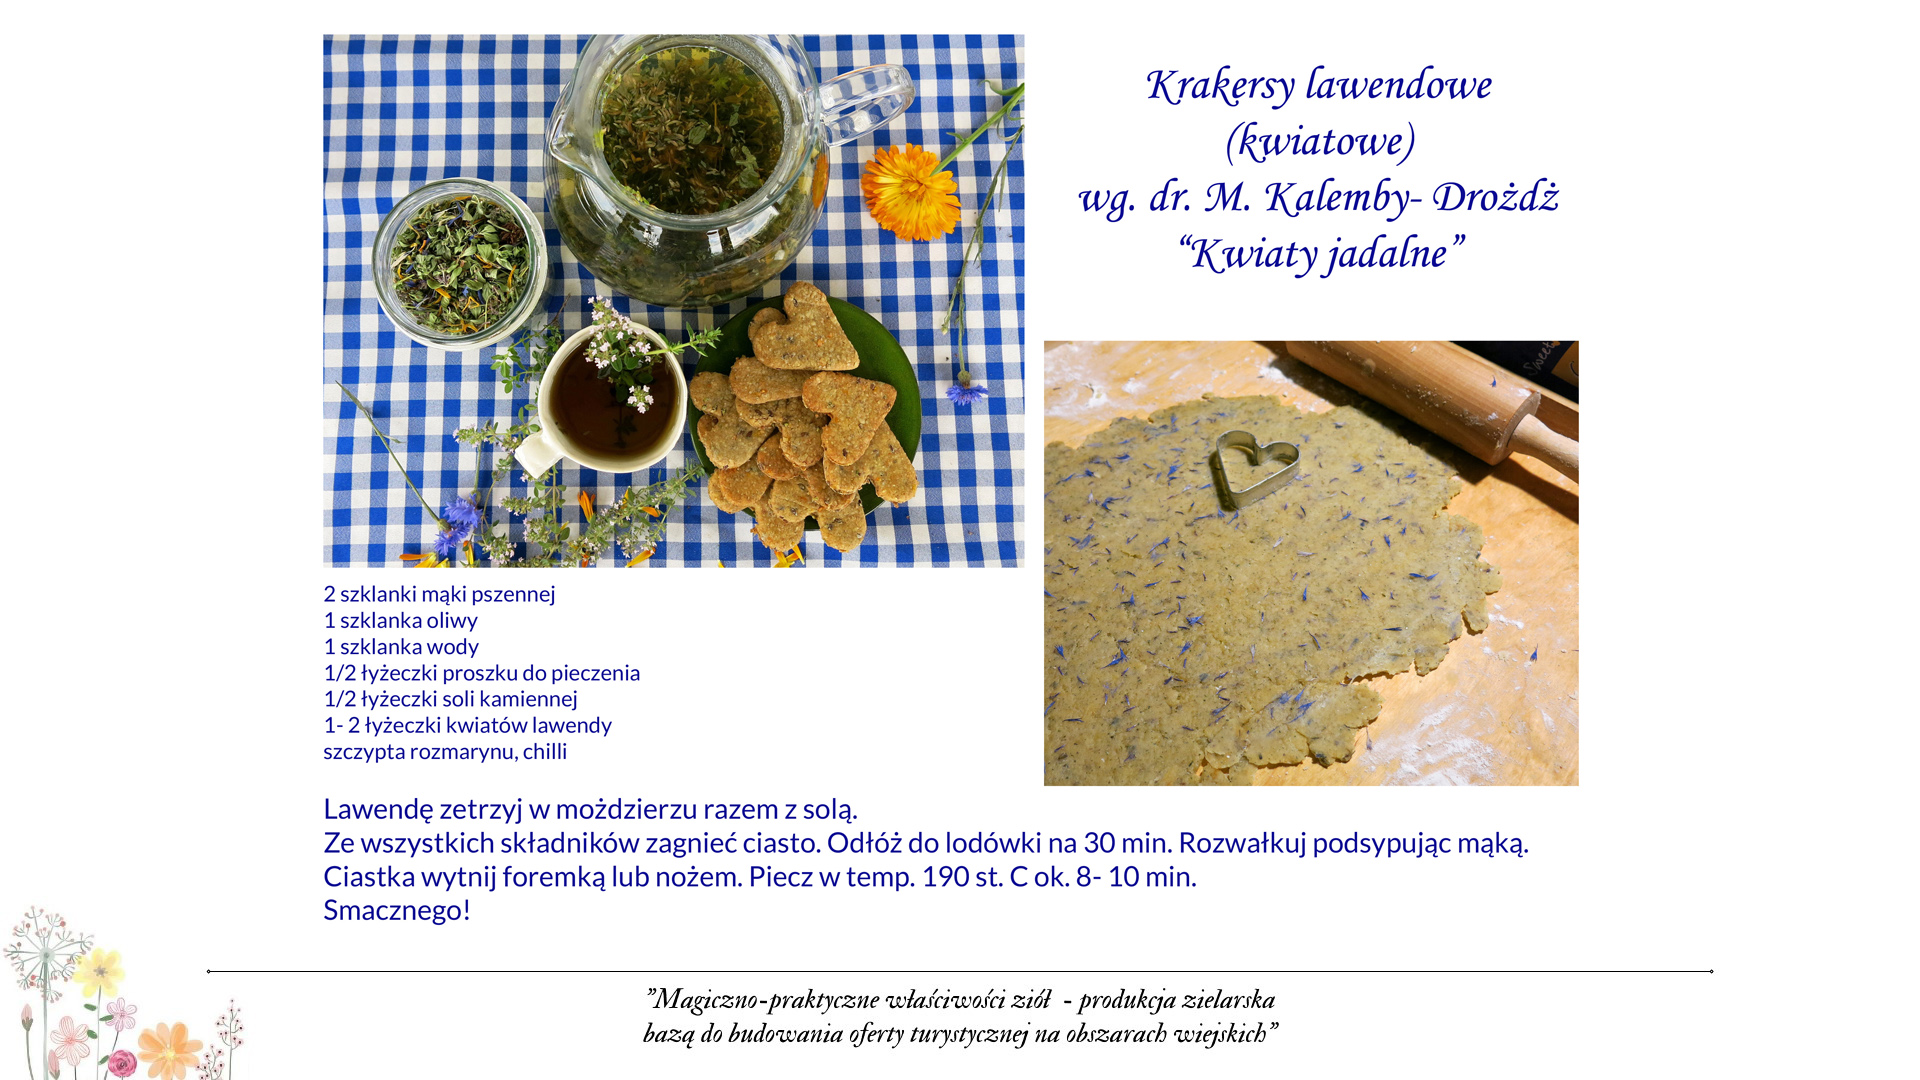 Krakersy lawendowe
(kwiatowe)
wg. dr. M. Kalemby- Drożdż
“Kwiaty jadalne”
Sweet
2 szklanki mąki pszennej
1 szklanka oliwy
1 szklanka wody
1/2 łyżeczki proszku do pieczenia
1/2 łyżeczki soli kamiennej
1- 2 łyżeczki kwiatów lawendy
szczypta rozmarynu, chilli
Lawendę zetrzyj w możdzierzu razem z solą.
Ze wszystkich składników zagnieć ciasto. Odłóż do lodówki na 30 min. Rozwałkuj podsypując mąką.
Ciastka wytnij foremką lub nożem. Piecz w temp. 190 st. C ok. 8- 10 min.
Smacznego!
”Magiczno-praktyczne właściwości ziół - produkcja zielarska
bazą do budowania oferty turystycznej na obszarach wiejskich”